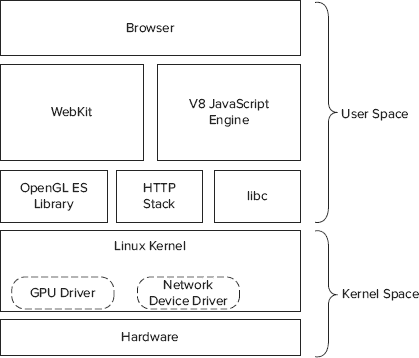 Browser
WebKit
V8 JavaScript
Engine
User Space
OpenGL ES
Library
HTTP
Stack
libc
Linux Kernel
GPU Driver
Network
Device Driver
Kernel Space
Hardware